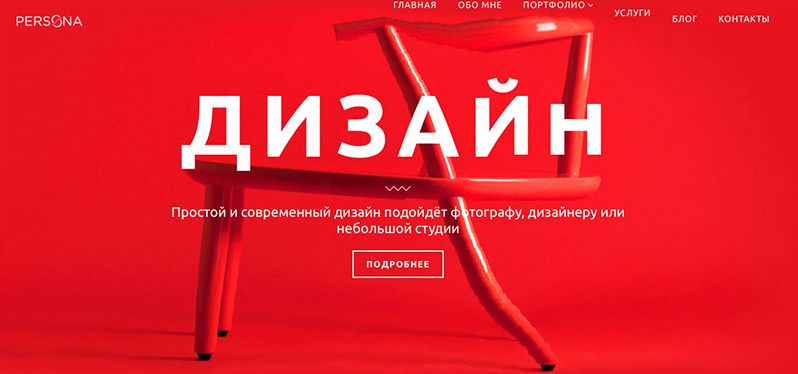 PERSONA
ГЛАВНАЯ ОБО МНЕ ПОРТФОЛИО УСЛУГИ БЛОГ КОНТАКТЫ
ДИЗАЙН
Простой и современный дизайн подойдёт фотографу, дизайнеру или
небольшой студии
ПОДРОБНЕЕ